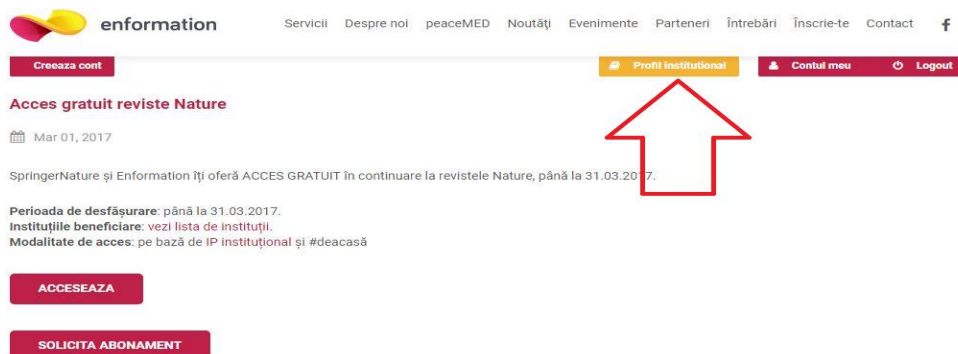 enformation
Servicii Despre noi peaceMED Noutăți Evenimente Parteneri Întrebări Înscrie-te Contact f
Creeaza cont Profil institutional Contul meu Logout
Acces gratuit reviste Nature
Mar 01, 2017
SpringerNature și Enformation îți oferă ACCES GRATUIT în continuare la revistele Nature, până la 31.03.2017.
Perioada de desfășurare: până la 31.03.2017.
Instituțiile beneficiare: vezi lista de instituții.
Modalitate de acces: pe bază de IP instituțional și #deacasă
ACCESEAZA
SOLICITA ABONAMENT